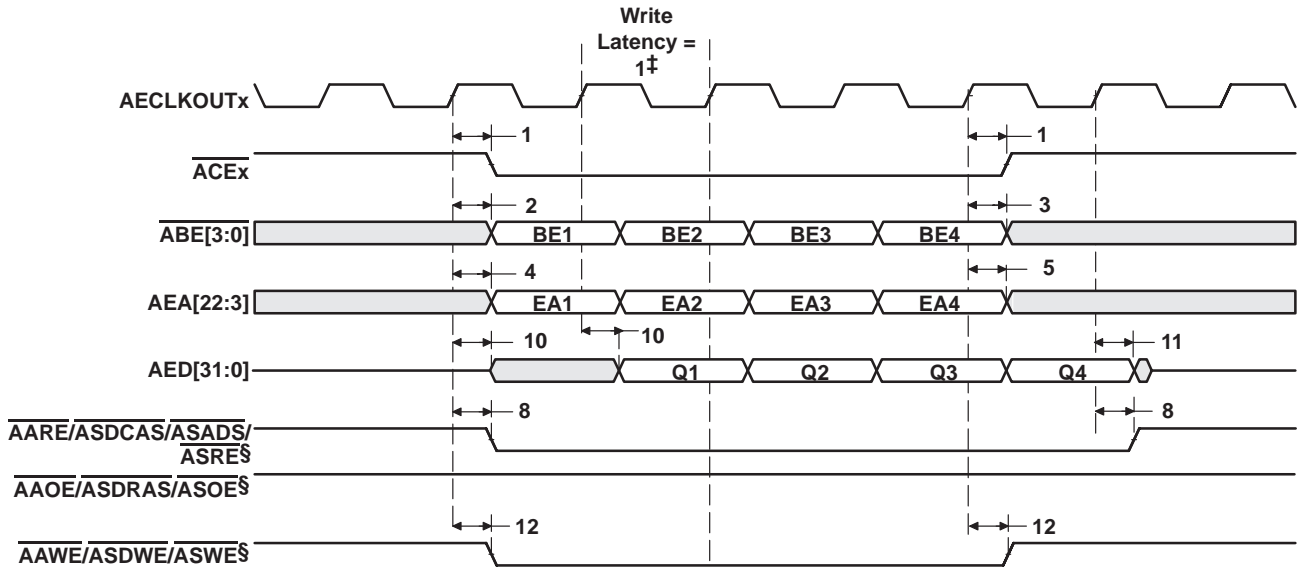 Write
Latency =
1‡
AECLKOUTx
1 1
ACEx
2 3
ABE[3:0] BE1 BE2 BE3 BE4
4 5
AEA[22:3] EA1 EA2 EA3 EA4
10 10 11
AED[31:0] Q1 Q2 Q3 Q4
8 8
AARE/ASDCAS/ASADS/
ASRE§
AAOE/ASDRAS/ASOE§
12 12
AAWE/ASDWE/ASWE§